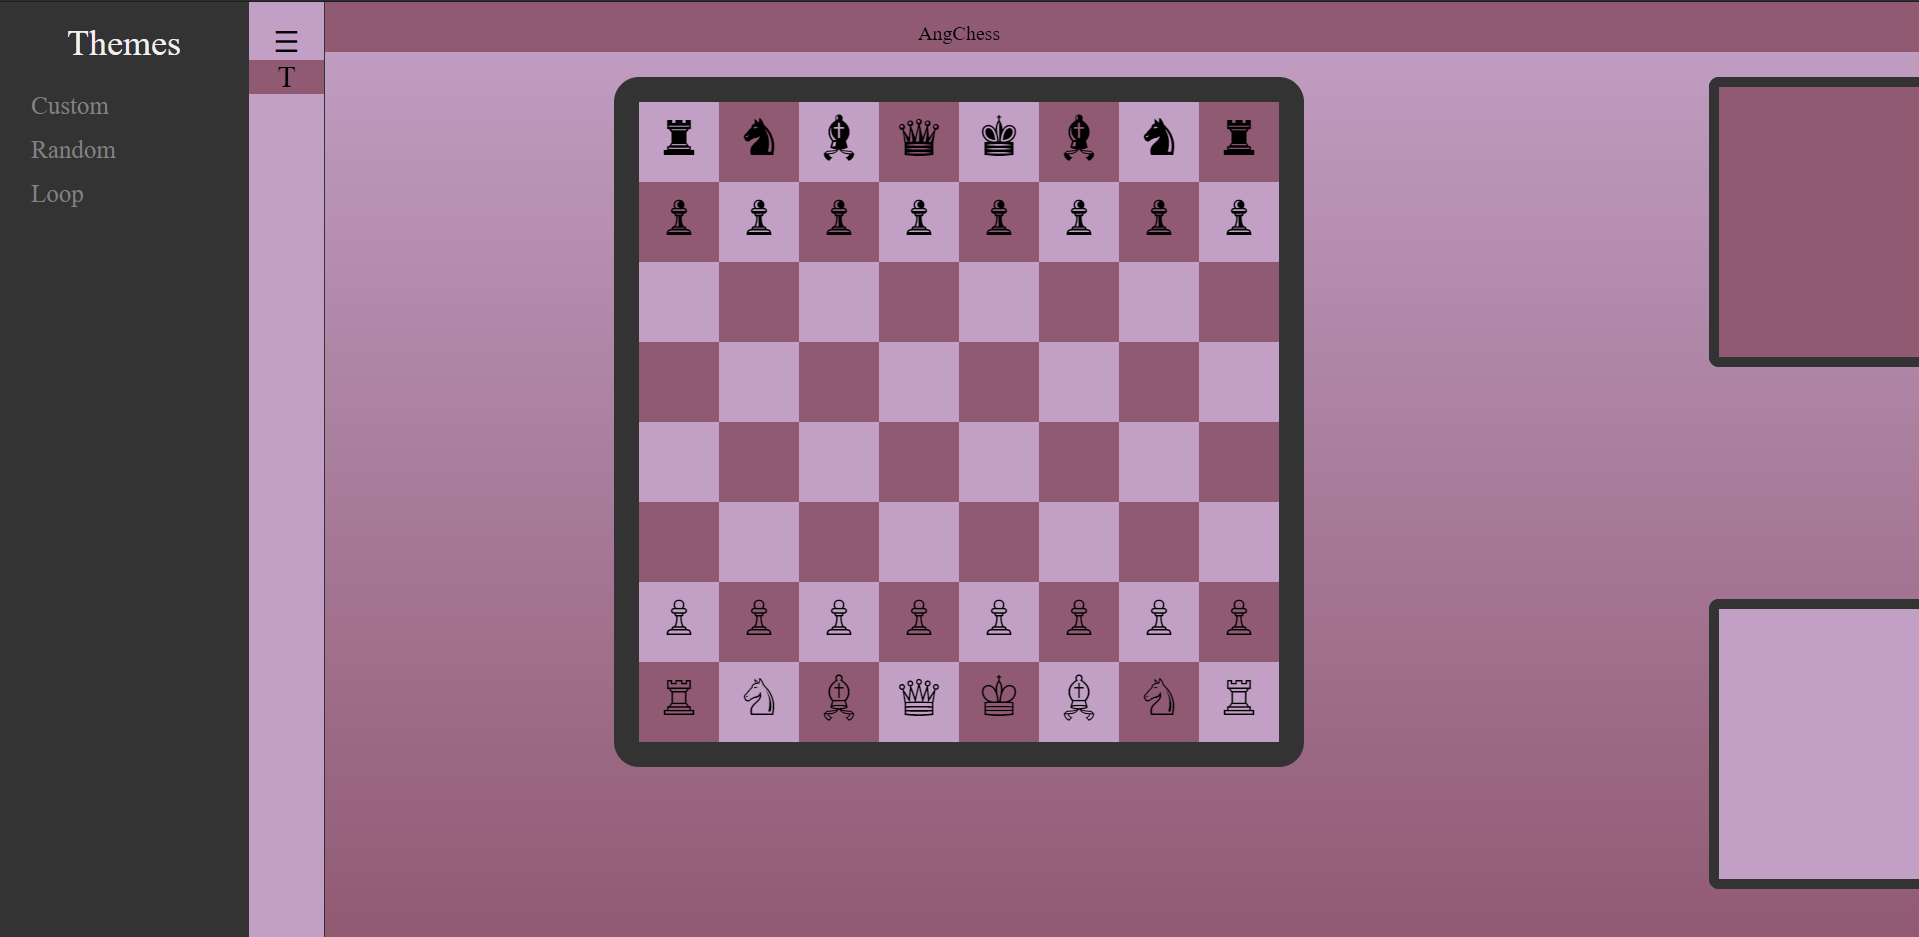 Themes
Custom
Random
Loop
☰
T
AngChess